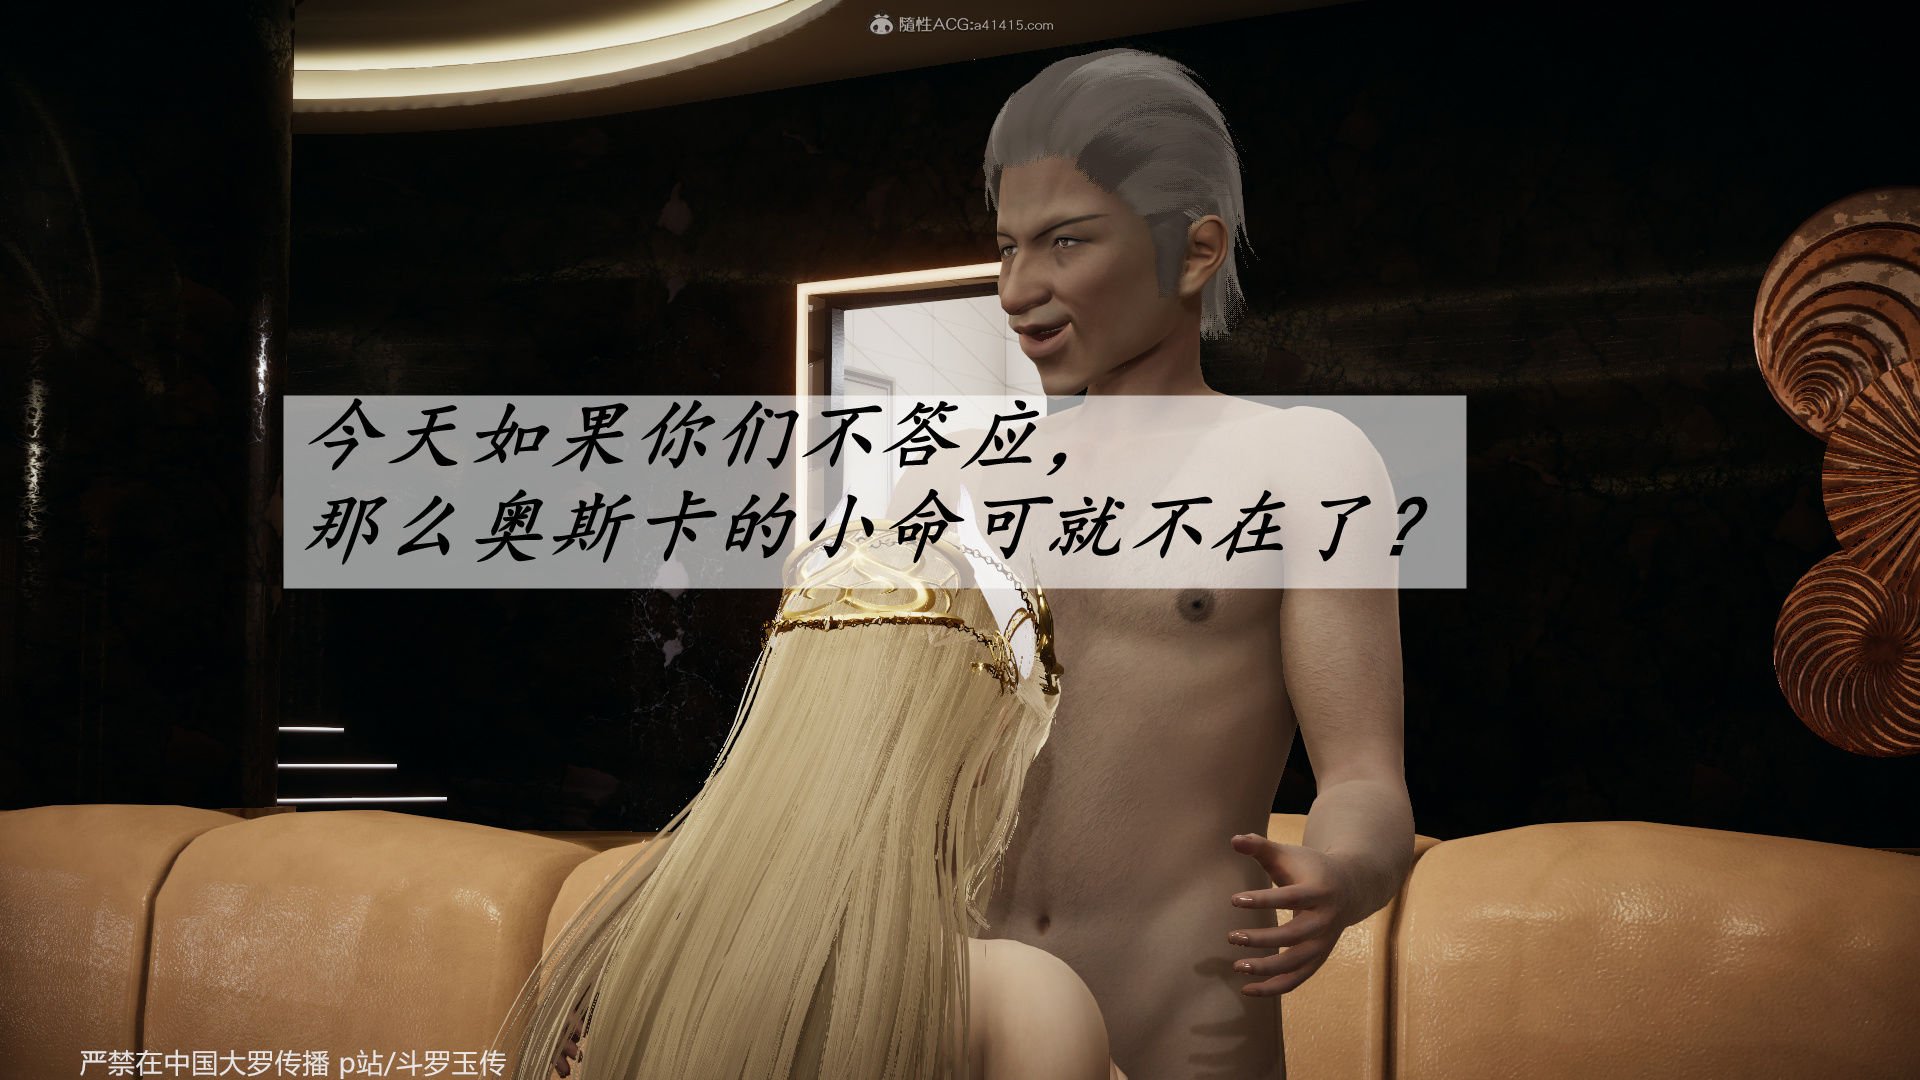 隨性ACG:a41415.com
今天如果你们不答应，
那么奥斯卡的小命可就不在了？
严禁在中国大罗传播 p站/斗罗玉传